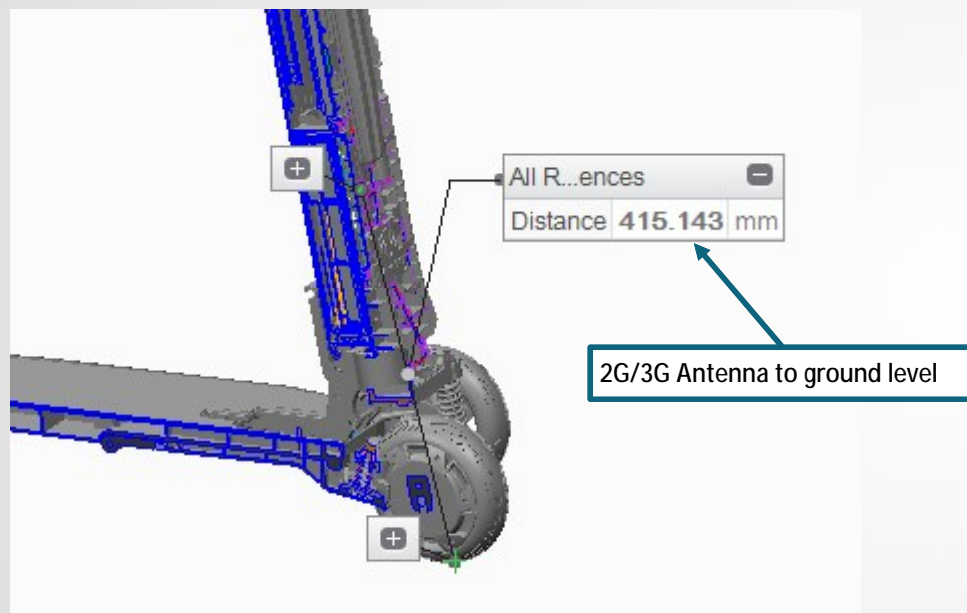 All R...ences
Distance 415.143 mm
2G/3G Antenna to ground level